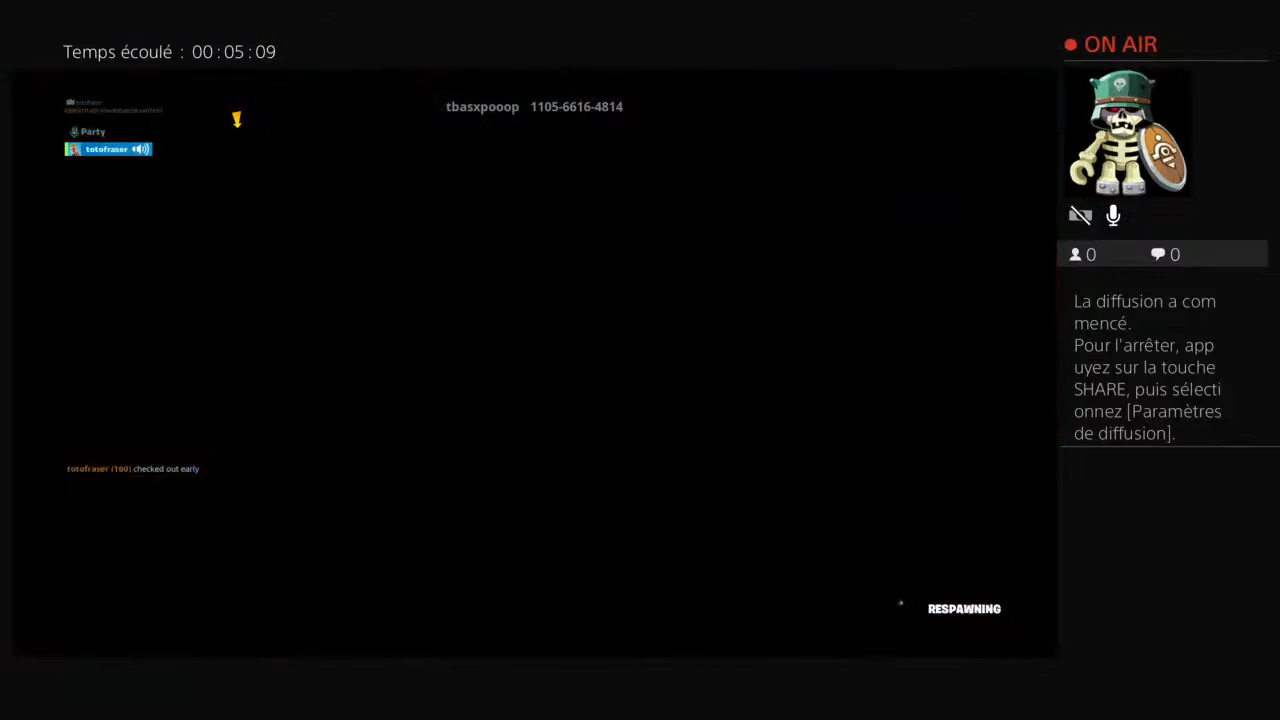 Temps écoulé : 00:05:09
ON AIR
totofraser
tbasxpooop 1105-6616-4814
Party
totofraser
0 0
La diffusion a com
mencé.
Pour l'arrêter, app
uyez sur la touche
SHARE, puis sélecti
onnez [Paramètres
de diffusion].
totofraser (100) checked out early
RESPAWNING